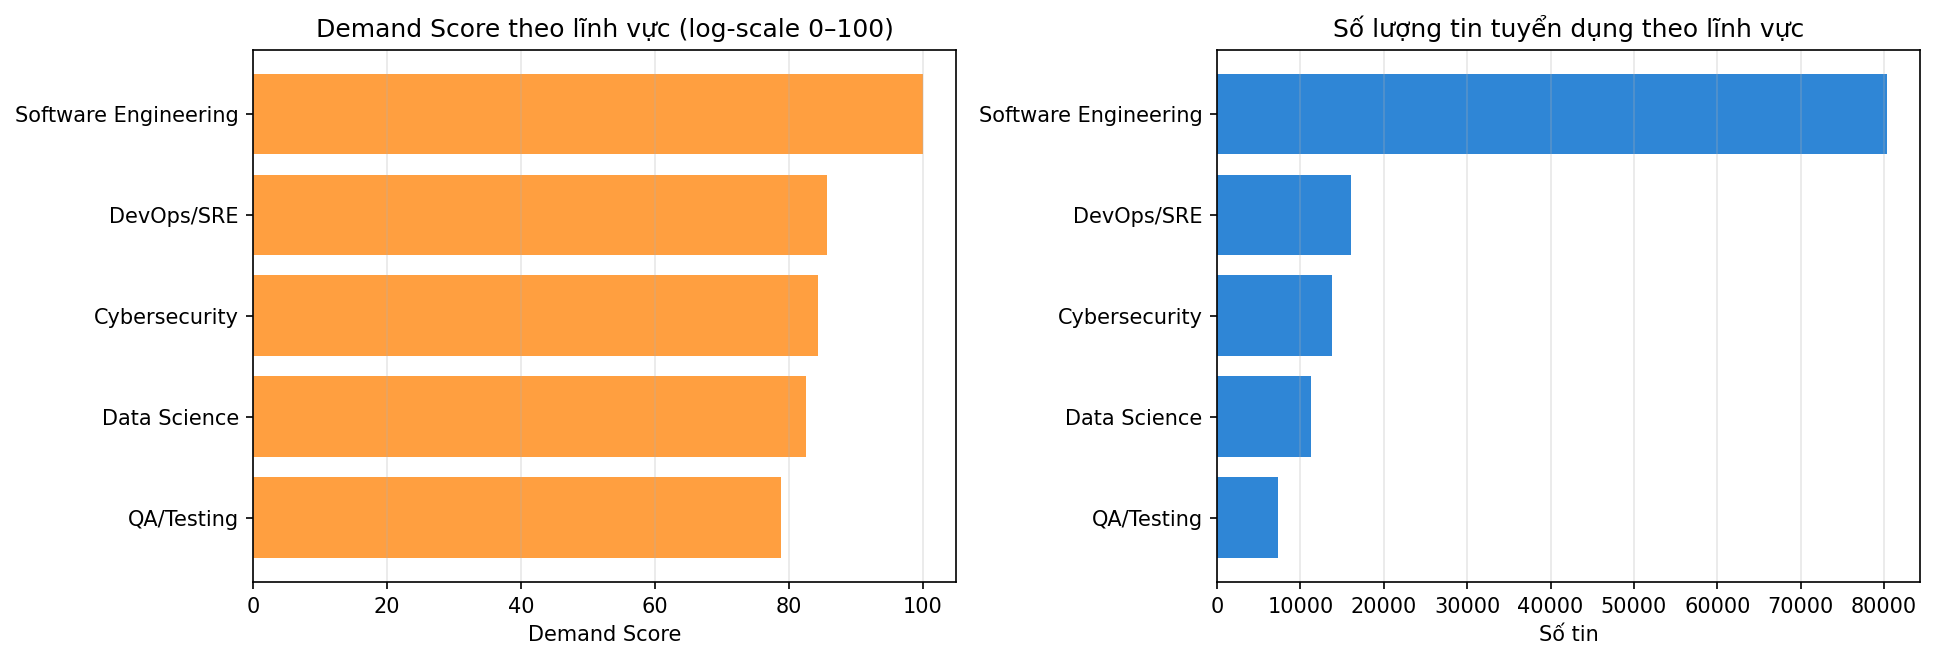 Demand Score theo lĩnh vực (log-scale 0–100)
Software Engineering
DevOps/SRE
Cybersecurity
Data Science
QA/Testing
0 20 40 60 80 100
Demand Score
Số lượng tin tuyển dụng theo lĩnh vực
Software Engineering
DevOps/SRE
Cybersecurity
Data Science
QA/Testing
0 10000 20000 30000 40000 50000 60000 70000 80000
Số tin